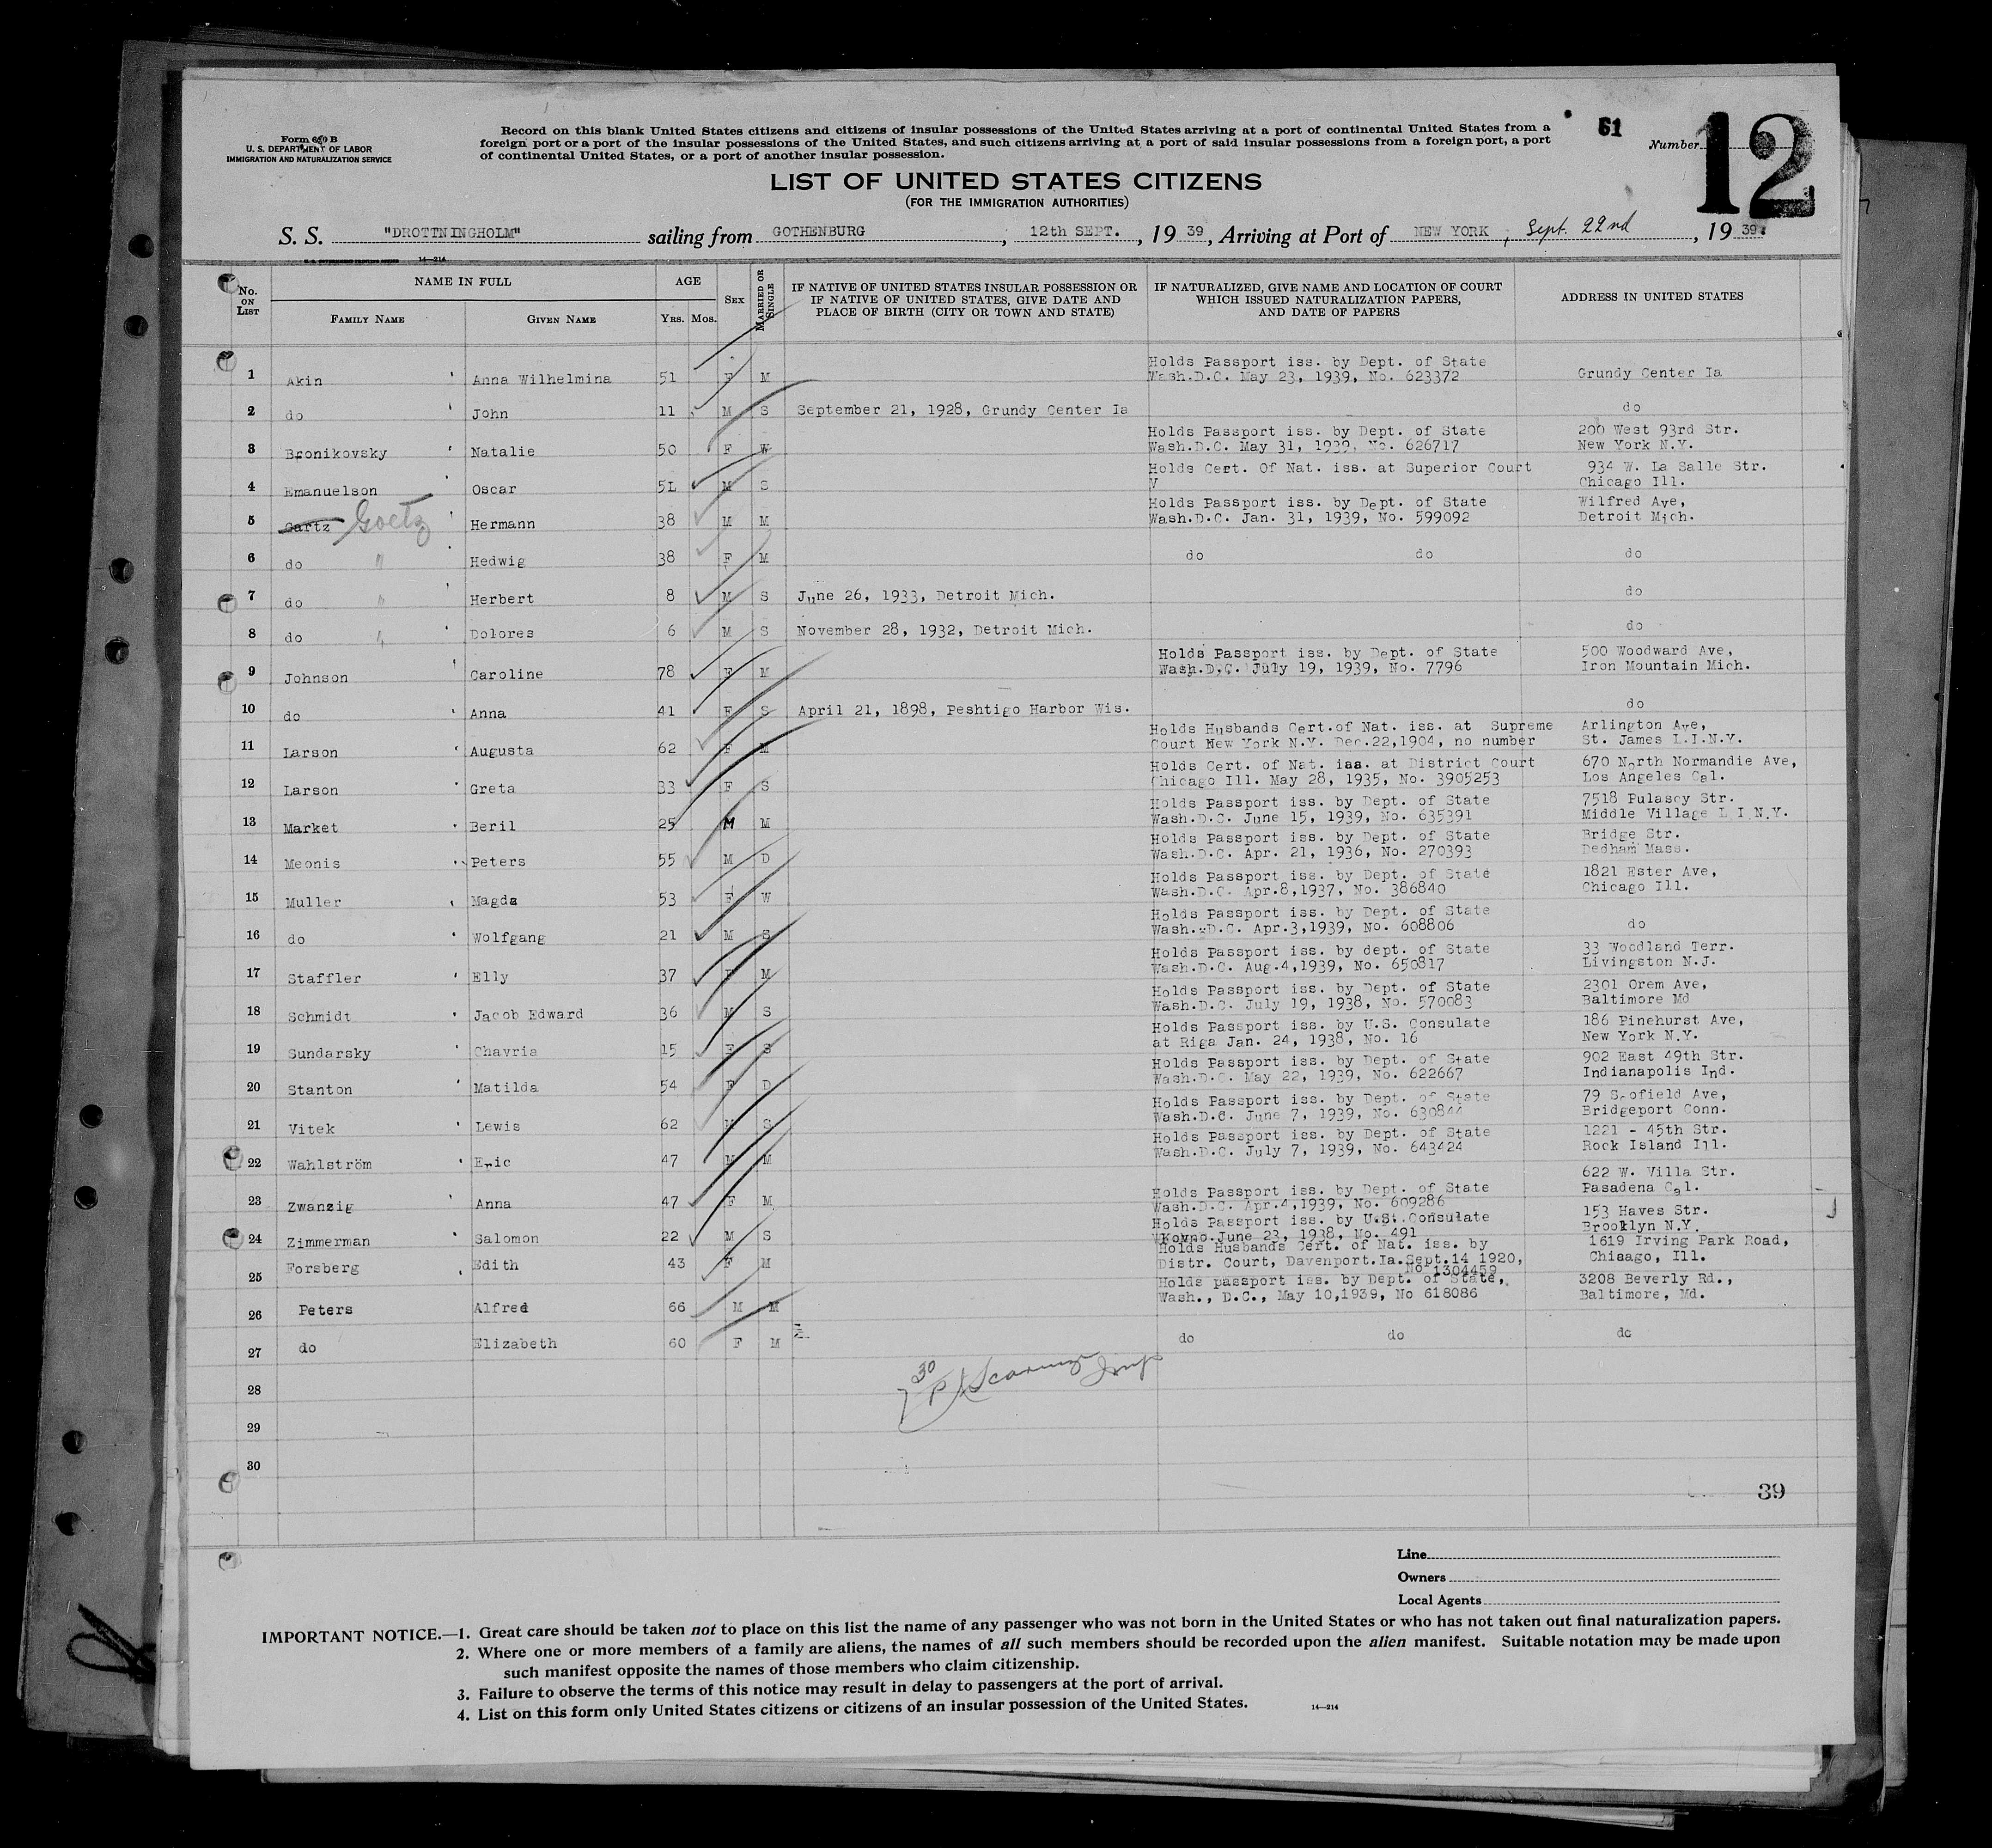 Form 630 B
U. S. DEPARTMENT OF LABOR
IMMIGRATION AND NATURALIZATION SERVICE
Record on this blank United States citizens and citizens of insular possessions of the United States arriving at a port of continental United States from a
foreign port or a port of the insular possessions of the United States, and such citizens arriving at a port of said insular possessions from a foreign port, a port
of continental United States, or a port of another insular possession.
61
Number 12
LIST OF UNITED STATES CITIZENS
(FOR THE IMMIGRATION AUTHORITIES)
S. S. "DROTTNINGHOLM" sailing from GOTHENBURG, 12th SEPT., 19 39, Arriving at Port of NEW YORK, Sept. 22nd, 19 39.
14—214
No. ON LIST
NAME IN FULL
FAMILY NAME
GIVEN NAME
AGE
YRS. MOS.
SEX
MARRIED OR SINGLE
IF NATIVE OF UNITED STATES INSULAR POSSESSION OR
IF NATIVE OF UNITED STATES, GIVE DATE AND
PLACE OF BIRTH (CITY OR TOWN AND STATE)
IF NATURALIZED, GIVE NAME AND LOCATION OF COURT
WHICH ISSUED NATURALIZATION PAPERS,
AND DATE OF PAPERS
ADDRESS IN UNITED STATES
Holds Passport iss. by Dept. of State
1 Akin Anna Wilhelmina 51 F M Wash.D.C. May 23, 1939, No. 623372 Grundy Center Ia
2 do John 11 M S September 21, 1928, Grundy Center Ia do
Holds Passport iss. by Dept. of State 200 West 93rd Str.
3 Bronikovsky Natalie 50 F W Wash.D.C. May 31, 1939, No. 626717 New York N.Y.
Holds Cert. Of Nat. iss. at Superior Court 934 W. La Salle Str.
4 Emanuelson Oscar 5L M S V Chicago Ill.
Holds Passport iss. by Dept. of State Wilfred Ave,
5 Gartz Goetz Hermann 38 M M Wash.D.C. Jan. 31, 1939, No. 599092 Detroit Mich.
6 do " Hedwig 38 F M do do do
7 do " Herbert 8 M S June 26, 1933, Detroit Mich. do
8 do " Dolores 6 M S November 28, 1932, Detroit Mich. do
Holds Passport iss. by Dept. of State 500 Woodward Ave,
9 Johnson Caroline 78 F M Wash.D.C. July 19, 1939, No. 7796 Iron Mountain Mich.
10 do Anna 41 F S April 21, 1898, Peshtigo Harbor Wis. do
Holds Husbands Cert.of Nat. iss. at Supreme Arlington Ave,
11 Larson Augusta 62 F M Court New York N.Y. Dec.22,1904, no number St. James L.I.N.Y.
Holds Cert. of Nat. iss. at District Court 670 North Normandie Ave,
12 Larson Greta 33 F S Chicago Ill. May 28, 1935, No. 3905253 Los Angeles Cal.
Holds Passport iss. by Dept. of State 7518 Pulascy Str.
13 Market Beril 25 M M Wash.D.C. June 15, 1939, No. 635391 Middle Village L I.N.Y.
Holds Passport iss. by Dept. of State Bridge Str.
14 Meonis Peters 55 M D Wash.D.C. Apr. 21, 1936, No. 270393 Dedham Mass.
Holds Passport iss. by Dept. of State 1821 Ester Ave,
15 Muller Magda 53 F W Wash.D.C. Apr.8,1937, No. 386840 Chicago Ill.
Holds Passport iss. by Dept. of State
16 do Wolfgang 21 M S Wash.D.C. Apr.3,1939, No. 608806 do
Holds Passport iss. by dept. of State 33 Woodland Terr.
17 Staffler Elly 37 F M Wash.D.C. Aug.4,1939, No. 650817 Livingston N.J.
Holds Passport iss. by Dept. of State 2301 Orem Ave,
18 Schmidt Jacob Edward 36 M S Wash.D.C. July 19, 1938, No. 570083 Baltimore Md
Holds Passport iss. by U.S. Consulate 186 Pinehurst Ave,
19 Sundarsky Chavria 15 F S at Riga Jan. 24, 1938, No. 16 New York N.Y.
Holds Passport iss. by Dept. of State 902 East 49th Str.
20 Stanton Matilda 54 F D Wash.D.C. May 22, 1939, No. 622667 Indianapolis Ind.
Holds Passport iss. by Dept. of State 79 Scofield Ave,
21 Vitek Lewis 62 M S Wash.D.C. June 7, 1939, No. 630844 Bridgeport Conn.
Holds Passport iss. by Dept. of State 1221 - 45th Str.
22 Wahlström Eric 47 M M Wash.D.C. July 7, 1939, No. 643424 Rock Island Ill.
622 W. Villa Str.
Holds Passport iss. by Dept. of State Pasadena Cal.
23 Zwanzig Anna 47 F M Wash.D.C. Apr.4,1939, No. 609286
Holds Passport iss. by U.S. Consulate 153 Haves Str.
24 Zimmerman Salomon 22 M S Kovno June 23, 1938, No. 491 Brooklyn N.Y.
Holds Husbands Cert. of Nat. iss. by 1619 Irving Park Road,
25 Forsberg Edith 43 F M Distr. Court, Davenport.Ia.Sept.14 1920, Chiaago, Ill.
No 1304459
Holds passport iss. by Dept. of State, 3208 Beverly Rd.,
26 Peters Alfred 66 M M Wash., D.C., May 10,1939, No 618086 Baltimore, Md.
27 do Elizabeth 60 F M do do do
28
29
30
39
Line
Owners
Local Agents
IMPORTANT NOTICE.—1. Great care should be taken not to place on this list the name of any passenger who was not born in the United States or who has not taken out final naturalization papers.
2. Where one or more members of a family are aliens, the names of all such members should be recorded upon the alien manifest. Suitable notation may be made upon
such manifest opposite the names of those members who claim citizenship.
3. Failure to observe the terms of this notice may result in delay to passengers at the port of arrival.
4. List on this form only United States citizens or citizens of an insular possession of the United States.
14—214